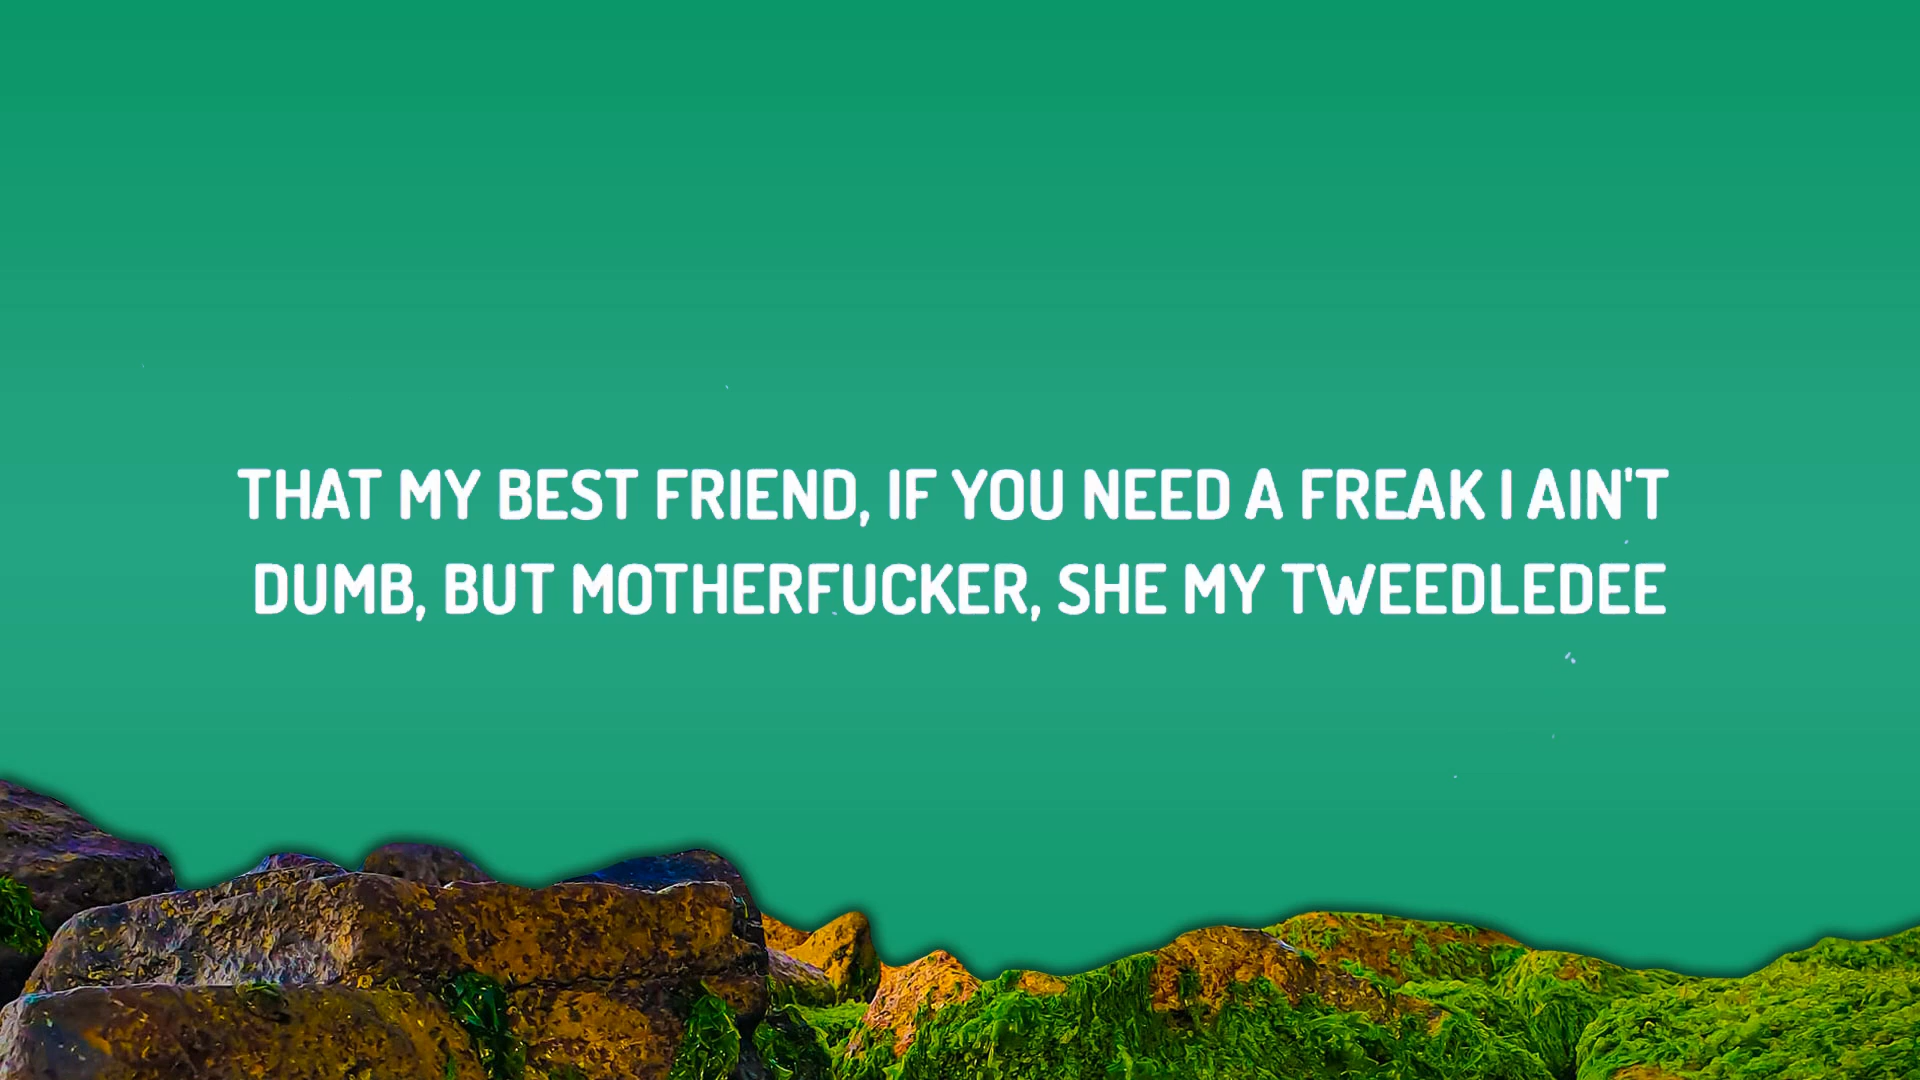 THAT MY BEST FRIEND, IF YOU NEED A FREAK I AIN'T
DUMB, BUT MOTHERFUCKER, SHE MY TWEEDLEDEE